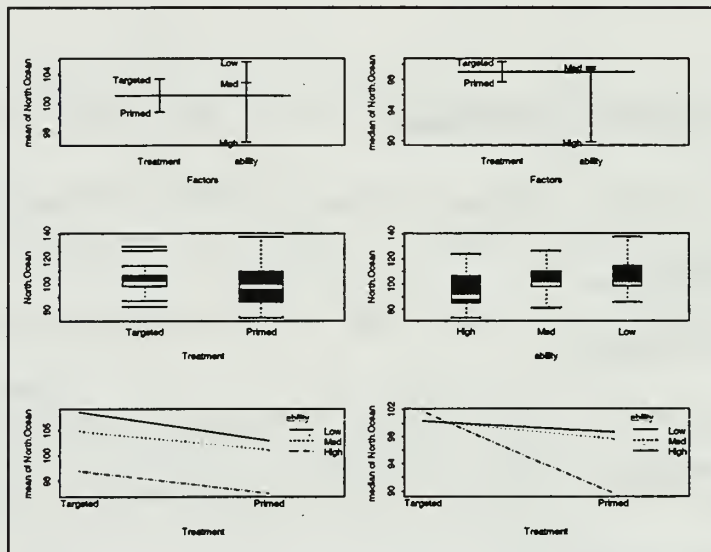 mean of North.Ocean
96 100 104
Targeted
Primed
Low
Med
High
Treatment ability
Factors
median of North.Ocean
90 94 98
Targeted
Primed
Med
High
Treatment ability
Factors
North.Ocean
80 100 120 140
Targeted Primed
Treatment
North.Ocean
80 100 120 140
High Med Low
ability
mean of North.Ocean
95 100 105
ability
Low
Med
High
Targeted Primed
Treatment
median of North.Ocean
90 94 98 102
ability
Low
Med
High
Targeted Primed
Treatment